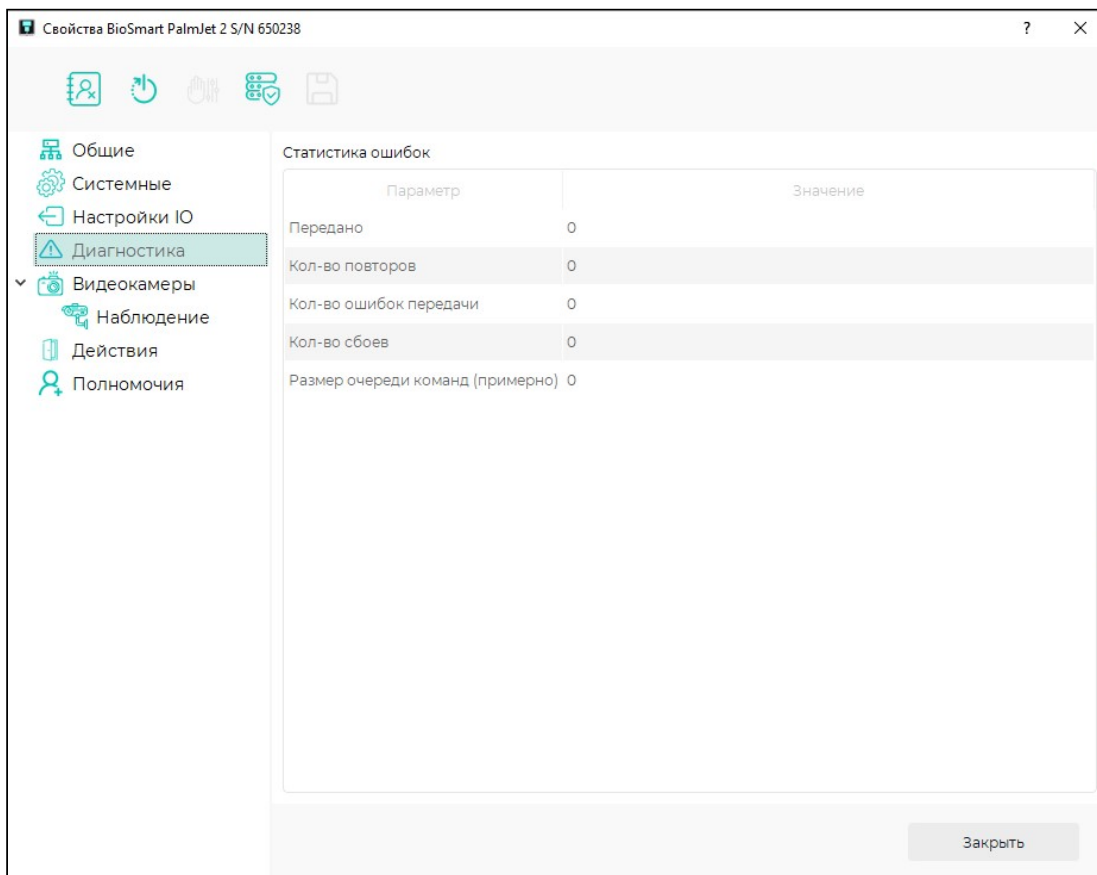 Свойства BioSmart PalmJet 2 S/N 650238
?
Общие
Системные
Настройки IO
Диагностика
Видеокамеры
Наблюдение
Действия
Полномочия
Статистика ошибок
Параметр Значение
Передано 0
Кол-во повторов 0
Кол-во ошибок передачи 0
Кол-во сбоев 0
Размер очереди команд (примерно) 0
Закрыть